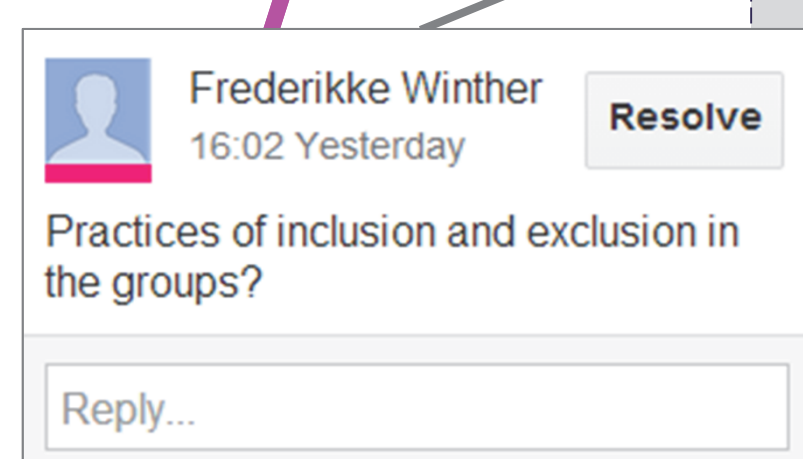 Frederikke Winther
Resolve
16:02 Yesterday
Practices of inclusion and exclusion in
the groups?
Reply...